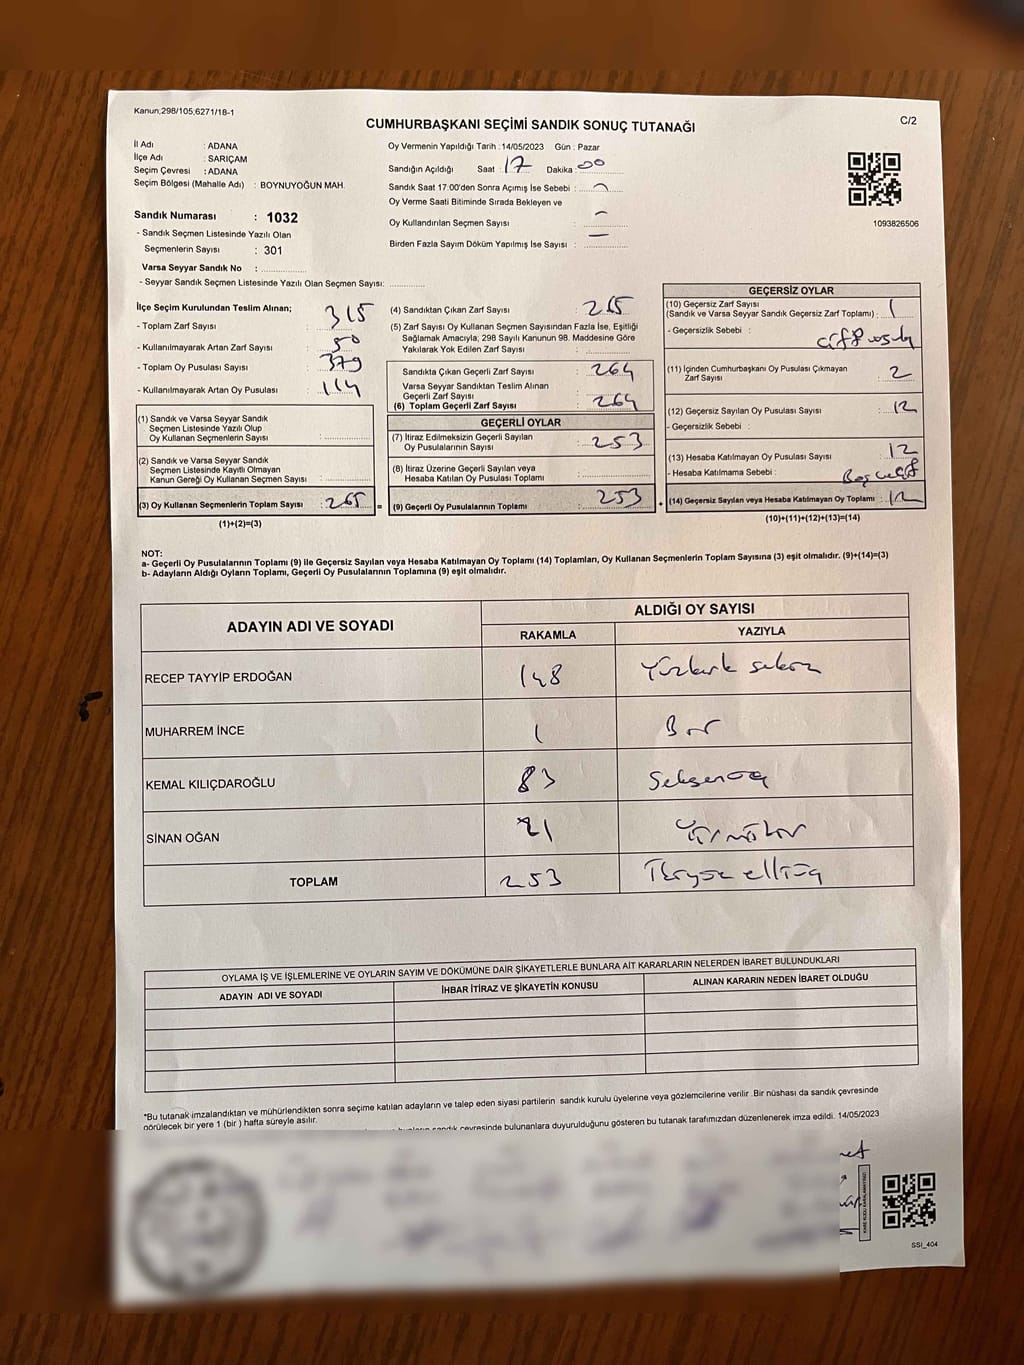 Kanun;298/105,6271/18-1
CUMHURBAŞKANI SEÇİMİ SANDIK SONUÇ TUTANAĞI
C/2
İl Adı : ADANA
İlçe Adı : SARIÇAM
Seçim Çevresi : ADANA
Seçim Bölgesi (Mahalle Adı) : BOYNUYOĞUN MAH.
Sandık Numarası : 1032
- Sandık Seçmen Listesinde Yazılı Olan
Seçmenlerin Sayısı : 301
Varsa Seyyar Sandık No :
- Seyyar Sandık Seçmen Listesinde Yazılı Olan Seçmen Sayısı:
Oy Vermenin Yapıldığı Tarih : 14/05/2023 Gün : Pazar
Sandığın Açıldığı Saat : 17 Dakika : 00
Sandık Saat 17:00'den Sonra Açımış İse Sebebi :
Oy Verme Saati Bitiminde Sırada Bekleyen ve
Oy Kullandırılan Seçmen Sayısı :
Birden Fazla Sayım Döküm Yapılmış İse Sayısı : —
1093826506
İlçe Seçim Kurulundan Teslim Alınan;
- Toplam Zarf Sayısı : 315
- Kullanılmayarak Artan Zarf Sayısı : 50
- Toplam Oy Pusulası Sayısı : 379
- Kullanılmayarak Artan Oy Pusulası : 114
(1) Sandık ve Varsa Seyyar Sandık
Seçmen Listesinde Yazılı Olup
Oy Kullanan Seçmenlerin Sayısı :
(2) Sandık ve Varsa Seyyar Sandık
Seçmen Listesinde Kayıtlı Olmayan
Kanun Gereği Oy Kullanan Seçmen Sayısı :
(3) Oy Kullanan Seçmenlerin Toplam Sayısı : 265 =
(1)+(2)=(3)
(4) Sandıktan Çıkan Zarf Sayısı : 265
(5) Zarf Sayısı Oy Kullanan Seçmen Sayısından Fazla İse, Eşitliği
Sağlamak Amacıyla; 298 Sayılı Kanunun 98. Maddesine Göre
Yakılarak Yok Edilen Zarf Sayısı :
Sandıkta Çıkan Geçerli Zarf Sayısı : 264
Varsa Seyyar Sandıktan Teslim Alınan
Geçerli Zarf Sayısı :
(6) Toplam Geçerli Zarf Sayısı : 264
GEÇERLİ OYLAR
(7) İtiraz Edilmeksizin Geçerli Sayılan
Oy Pusulalarının Sayısı : 253
(8) İtiraz Üzerine Geçerli Sayılan veya
Hesaba Katılan Oy Pusulası Toplamı :
(9) Geçerli Oy Pusulalarının Toplamı : 253 +
GEÇERSİZ OYLAR
(10) Geçersiz Zarf Sayısı
(Sandık ve Varsa Seyyar Sandık Geçersiz Zarf Toplamı) : 1
- Geçersizlik Sebebi :
(11) İçinden Cumhurbaşkanı Oy Pusulası Çıkmayan
Zarf Sayısı : 2
(12) Geçersiz Sayılan Oy Pusulası Sayısı : 12
- Geçersizlik Sebebi :
(13) Hesaba Katılmayan Oy Pusulası Sayısı : 12
- Hesaba Katılmama Sebebi :
(14) Geçersiz Sayılan veya Hesaba Katılmayan Oy Toplamı : 12
(10)+(11)+(12)+(13)=(14)
NOT:
a- Geçerli Oy Pusulalarının Toplamı (9) ile Geçersiz Sayılan veya Hesaba Katılmayan Oy Toplamı (14) Toplamları, Oy Kullanan Seçmenlerin Toplam Sayısına (3) eşit olmalıdır. (9)+(14)=(3)
b- Adayların Aldığı Oyların Toplamı, Geçerli Oy Pusulalarının Toplamına (9) eşit olmalıdır.
ADAYIN ADI VE SOYADI
ALDIĞI OY SAYISI
RAKAMLA YAZIYLA
RECEP TAYYİP ERDOĞAN 148 Yüzkırk sekiz
MUHARREM İNCE 1 Bir
KEMAL KILIÇDAROĞLU 83 Seksenüç
SİNAN OĞAN 21 Yirmibir
TOPLAM 253 İkiyüz elliüç
OYLAMA İŞ VE İŞLEMLERİNE VE OYLARIN SAYIM VE DÖKÜMÜNE DAİR ŞİKAYETLERLE BUNLARA AİT KARARLARIN NELERDEN İBARET BULUNDUKLARI
ADAYIN ADI VE SOYADI İHBAR İTİRAZ VE ŞİKAYETİN KONUSU ALINAN KARARIN NEDEN İBARET OLDUĞU
*Bu tutanak imzalandıktan ve mühürlendikten sonra seçime katılan adayların ve talep eden siyasi partilerin sandık kurulu üyelerine veya gözlemcilerine verilir. Bir nüshası da sandık çevresinde
görülecek bir yere 1 (bir ) hafta süreyle asılır.
sandık çevresinde bulunanlara duyurulduğunu gösteren bu tutanak tarafımızdan düzenlenerek imza edildi. 14/05/2023
SSI_404